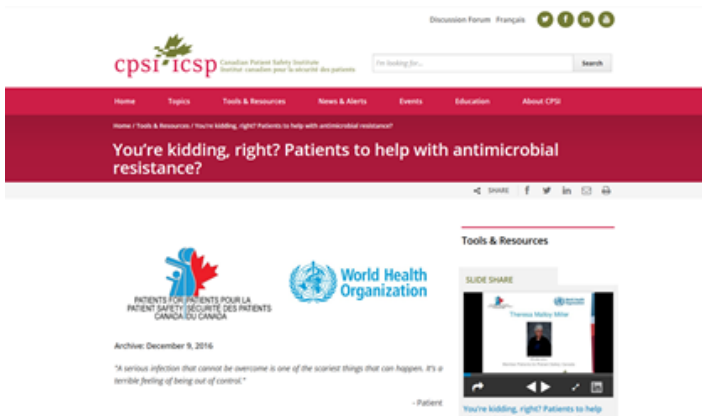 Discussion Forum Français
cpsi icsp
Canadian Patient Safety Institute
Institut canadien pour la sécurité des patients
I'm looking for...
Search
Home Topics Tools & Resources News & Alerts Events Education About CPSI
Home / Tools & Resources / You're kidding, right? Patients to help with antimicrobial resistance?
You're kidding, right? Patients to help with antimicrobial
resistance?
SHARE
Tools & Resources
SLIDE SHARE
PATIENTS FOR PATIENTS POUR LA
PATIENT SAFETY SÉCURITÉ DES PATIENTS
CANADA DU CANADA
World Health
Organization
Theresa Malloy Miller
Archive: December 9, 2016
"A serious infection that cannot be overcome is one of the scariest things that can happen. It's a
terrible feeling of being out of control."
- Patient
You're kidding, right? Patients to help